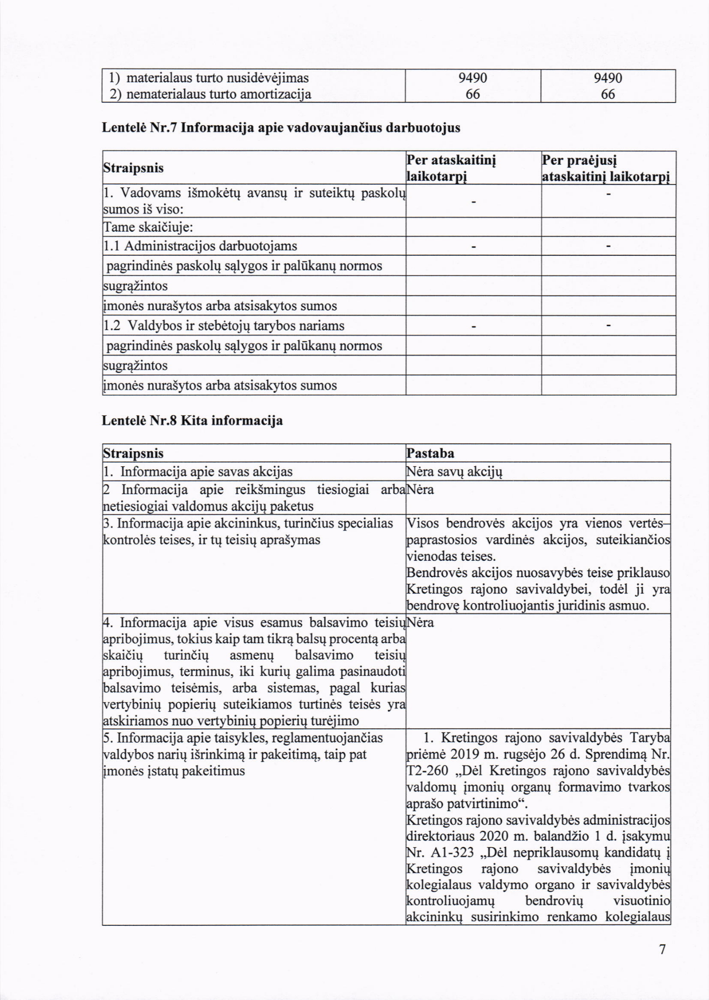 1) materialaus turto nusidėvėjimas 9490 9490
2) nematerialaus turto amortizacija 66 66
Lentelė Nr.7 Informacija apie vadovaujančius darbuotojus
Straipsnis
Per ataskaitinį
laikotarpį
Per praėjusį
ataskaitinį laikotarpį
1. Vadovams išmokėtų avansų ir suteiktų paskolų
sumos iš viso:
- -
Tame skaičiuje:
1.1 Administracijos darbuotojams - -
pagrindinės paskolų sąlygos ir palūkanų normos
sugrąžintos
įmonės nurašytos arba atsisakytos sumos
1.2 Valdybos ir stebėtojų tarybos nariams - -
pagrindinės paskolų sąlygos ir palūkanų normos
sugrąžintos
įmonės nurašytos arba atsisakytos sumos
Lentelė Nr.8 Kita informacija
Straipsnis Pastaba
1. Informacija apie savas akcijas Nėra savų akcijų
2 Informacija apie reikšmingus tiesiogiai arba
netiesiogiai valdomus akcijų paketus
Nėra
3. Informacija apie akcininkus, turinčius specialias
kontrolės teises, ir tų teisių aprašymas
Visos bendrovės akcijos yra vienos vertės–
paprastosios vardinės akcijos, suteikiančios
vienodas teises.
Bendrovės akcijos nuosavybės teise priklauso
Kretingos rajono savivaldybei, todėl ji yra
bendrovę kontroliuojantis juridinis asmuo.
4. Informacija apie visus esamus balsavimo teisių
apribojimus, tokius kaip tam tikrą balsų procentą arba
skaičių turinčių asmenų balsavimo teisių
apribojimus, terminus, iki kurių galima pasinaudoti
balsavimo teisėmis, arba sistemas, pagal kurias
vertybinių popierių suteikiamos turtinės teisės yra
atskiriamos nuo vertybinių popierių turėjimo
Nėra
5. Informacija apie taisykles, reglamentuojančias
valdybos narių išrinkimą ir pakeitimą, taip pat
įmonės įstatų pakeitimus
1. Kretingos rajono savivaldybės Taryba
priėmė 2019 m. rugsėjo 26 d. Sprendimą Nr.
T2-260 „Dėl Kretingos rajono savivaldybės
valdomų įmonių organų formavimo tvarkos
aprašo patvirtinimo“.
Kretingos rajono savivaldybės administracijos
direktoriaus 2020 m. balandžio 1 d. įsakymu
Nr. A1-323 „Dėl nepriklausomų kandidatų į
Kretingos rajono savivaldybės įmonių
kolegialaus valdymo organo ir savivaldybės
kontroliuojamų bendrovių visuotinio
akcininkų susirinkimo renkamo kolegialaus
7